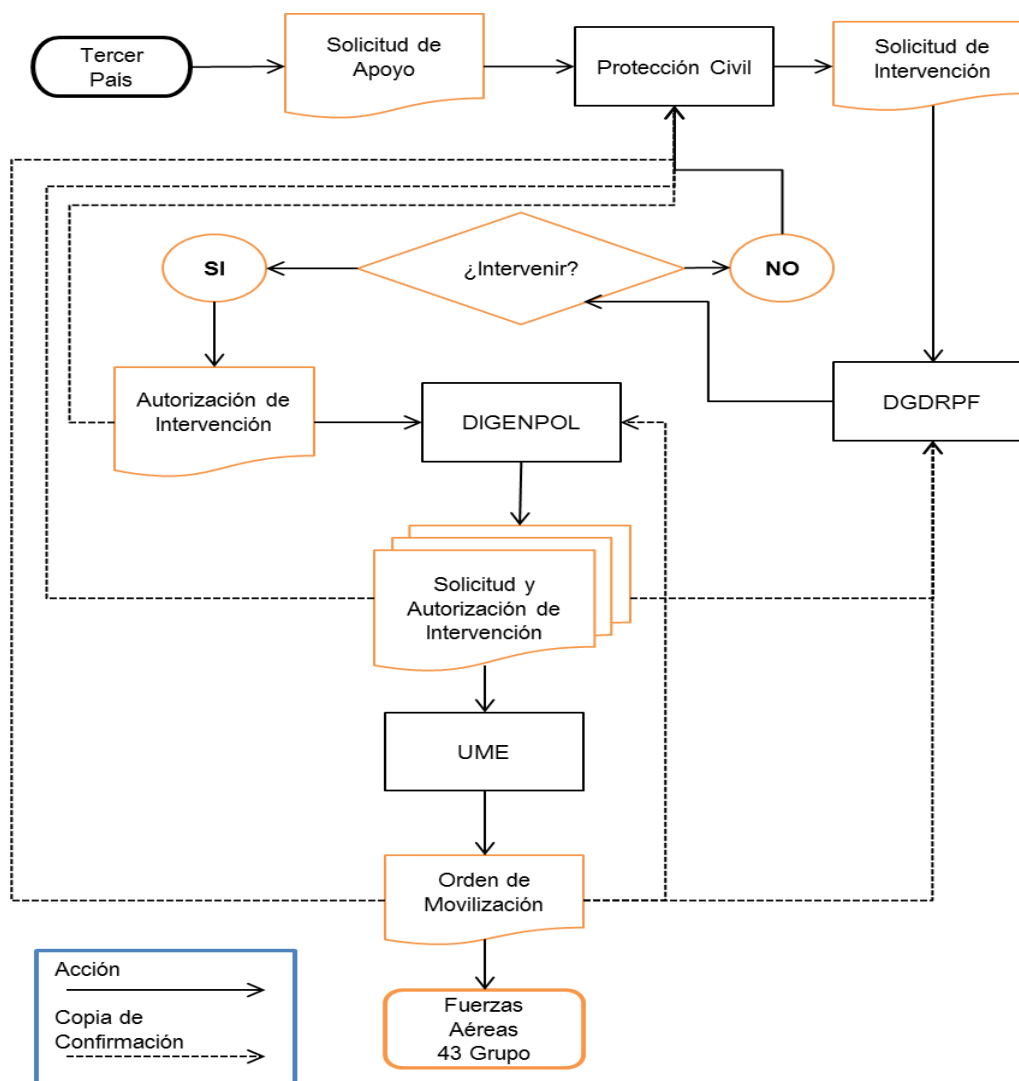 Tercer
País
Solicitud de
Apoyo
Protección Civil
Solicitud de
Intervención
SI
¿Intervenir?
NO
Autorización de
Intervención
DIGENPOL
DGDRPF
Solicitud y
Autorización de
Intervención
UME
Orden de
Movilización
Acción
Copia de
Confirmación
Fuerzas
Aéreas
43 Grupo